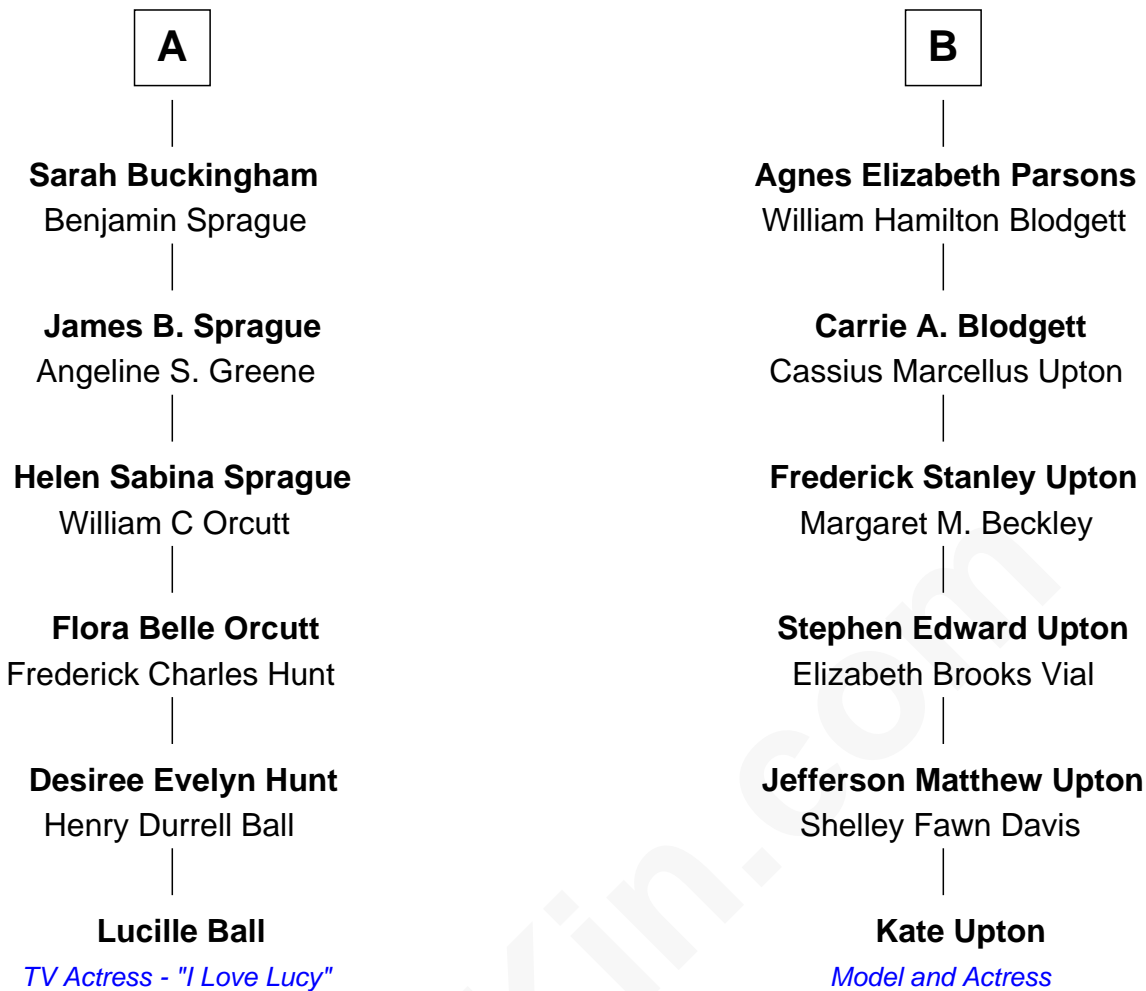 A
Sarah Buckingham
Benjamin Sprague
James B. Sprague
Angeline S. Greene
Helen Sabina Sprague
William C Orcutt
Flora Belle Orcutt
Frederick Charles Hunt
Desiree Evelyn Hunt
Henry Durrell Ball
Lucille Ball
TV Actress - "I Love Lucy"
B
Agnes Elizabeth Parsons
William Hamilton Blodgett
Carrie A. Blodgett
Cassius Marcellus Upton
Frederick Stanley Upton
Margaret M. Beckley
Stephen Edward Upton
Elizabeth Brooks Vial
Jefferson Matthew Upton
Shelley Fawn Davis
Kate Upton
Model and Actress